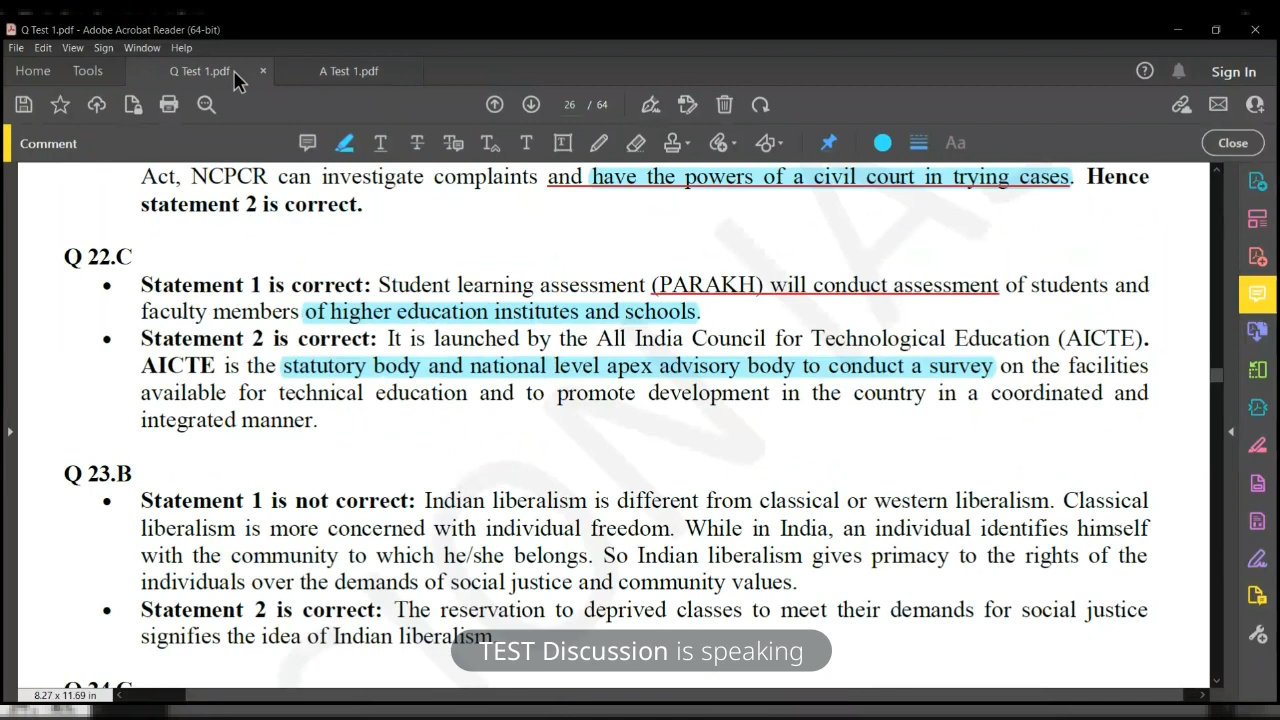 Q Test 1.pdf - Adobe Acrobat Reader (64-bit)
File Edit View Sign Window Help
Home Tools Q Test 1.pdf × A Test 1.pdf Sign In
26 / 64
Comment Aa Close
Act, NCPCR can investigate complaints and have the powers of a civil court in trying cases. Hence
statement 2 is correct.
Q 22.C
• Statement 1 is correct: Student learning assessment (PARAKH) will conduct assessment of students and
faculty members of higher education institutes and schools.
• Statement 2 is correct: It is launched by the All India Council for Technological Education (AICTE).
AICTE is the statutory body and national level apex advisory body to conduct a survey on the facilities
available for technical education and to promote development in the country in a coordinated and
integrated manner.
Q 23.B
• Statement 1 is not correct: Indian liberalism is different from classical or western liberalism. Classical
liberalism is more concerned with individual freedom. While in India, an individual identifies himself
with the community to which he/she belongs. So Indian liberalism gives primacy to the rights of the
individuals over the demands of social justice and community values.
• Statement 2 is correct: The reservation to deprived classes to meet their demands for social justice
signifies the idea of Indian liberalism
TEST Discussion is speaking
8.27 x 11.69 in